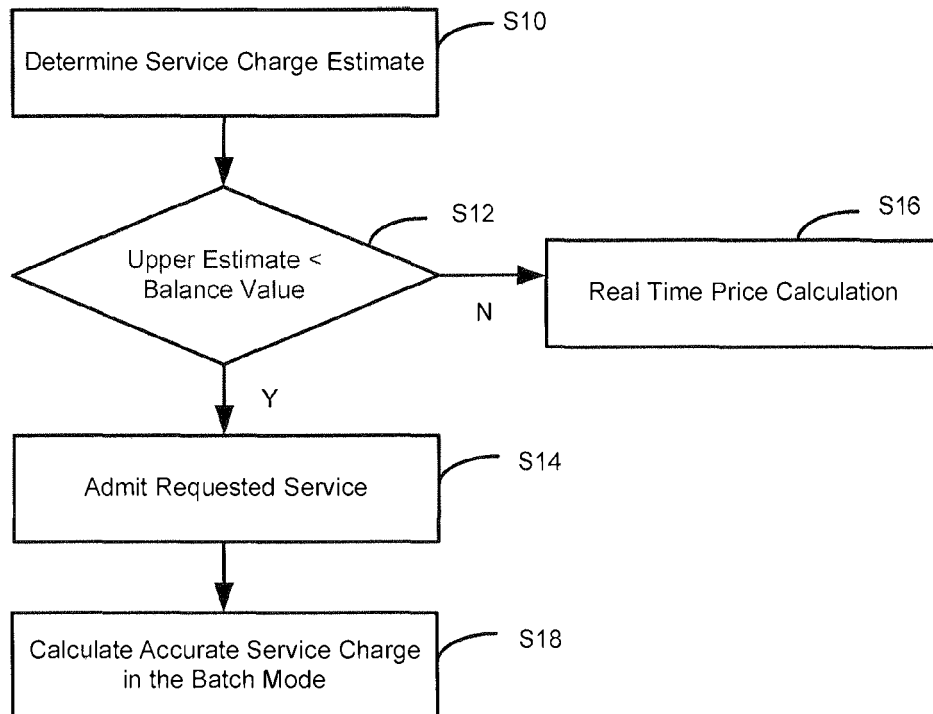 S10
Determine Service Charge Estimate
S12
Upper Estimate <
Balance Value
S16
Real Time Price Calculation
N
Y
S14
Admit Requested Service
S18
Calculate Accurate Service Charge
in the Batch Mode